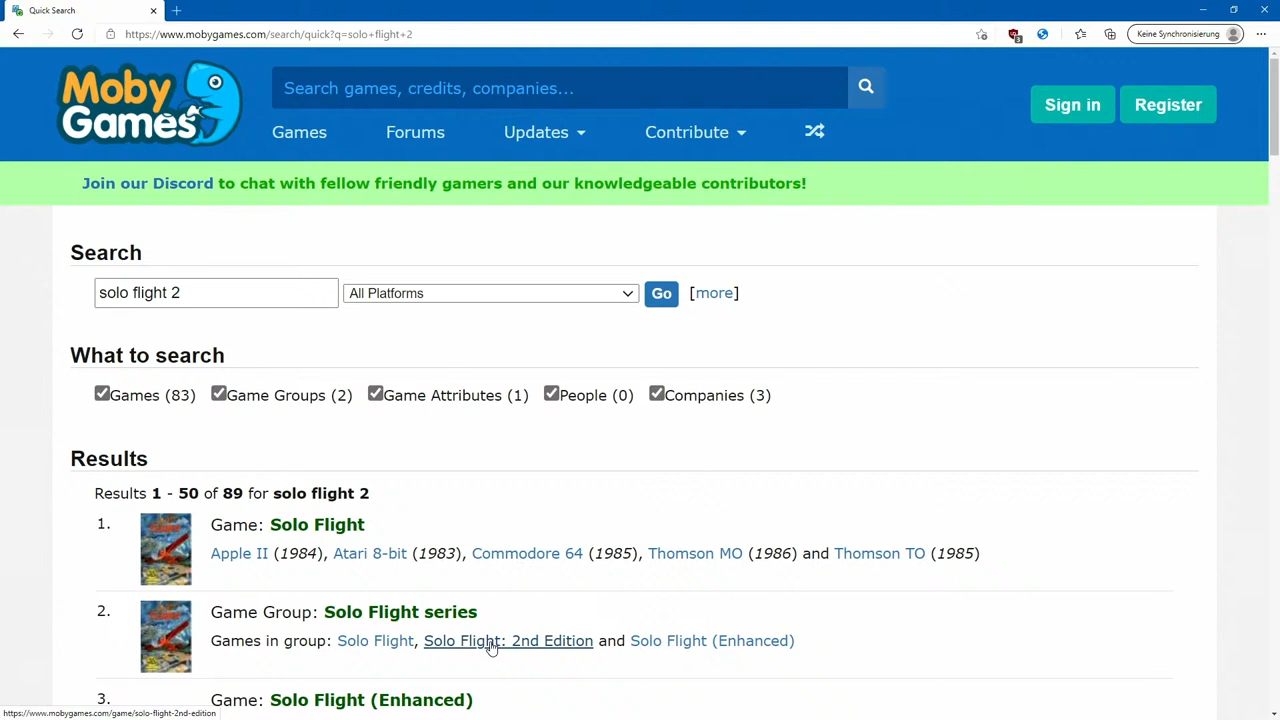 Quick Search
https://www.mobygames.com/search/quick?q=solo+flight+2
3
Keine Synchronisierung
Moby
Games
Search games, credits, companies...
Games
Forums
Updates
Contribute
Sign in
Register
Join our Discord to chat with fellow friendly gamers and our knowledgeable contributors!
Search
solo flight 2
All Platforms
Go
[more]
What to search
Games (83)
Game Groups (2)
Game Attributes (1)
People (0)
Companies (3)
Results
Results 1 - 50 of 89 for solo flight 2
1.
Game: Solo Flight
Apple II (1984), Atari 8-bit (1983), Commodore 64 (1985), Thomson MO (1986) and Thomson TO (1985)
2.
Game Group: Solo Flight series
Games in group: Solo Flight, Solo Flight: 2nd Edition and Solo Flight (Enhanced)
3.
Game: Solo Flight (Enhanced)
https://www.mobygames.com/game/solo-flight-2nd-edition